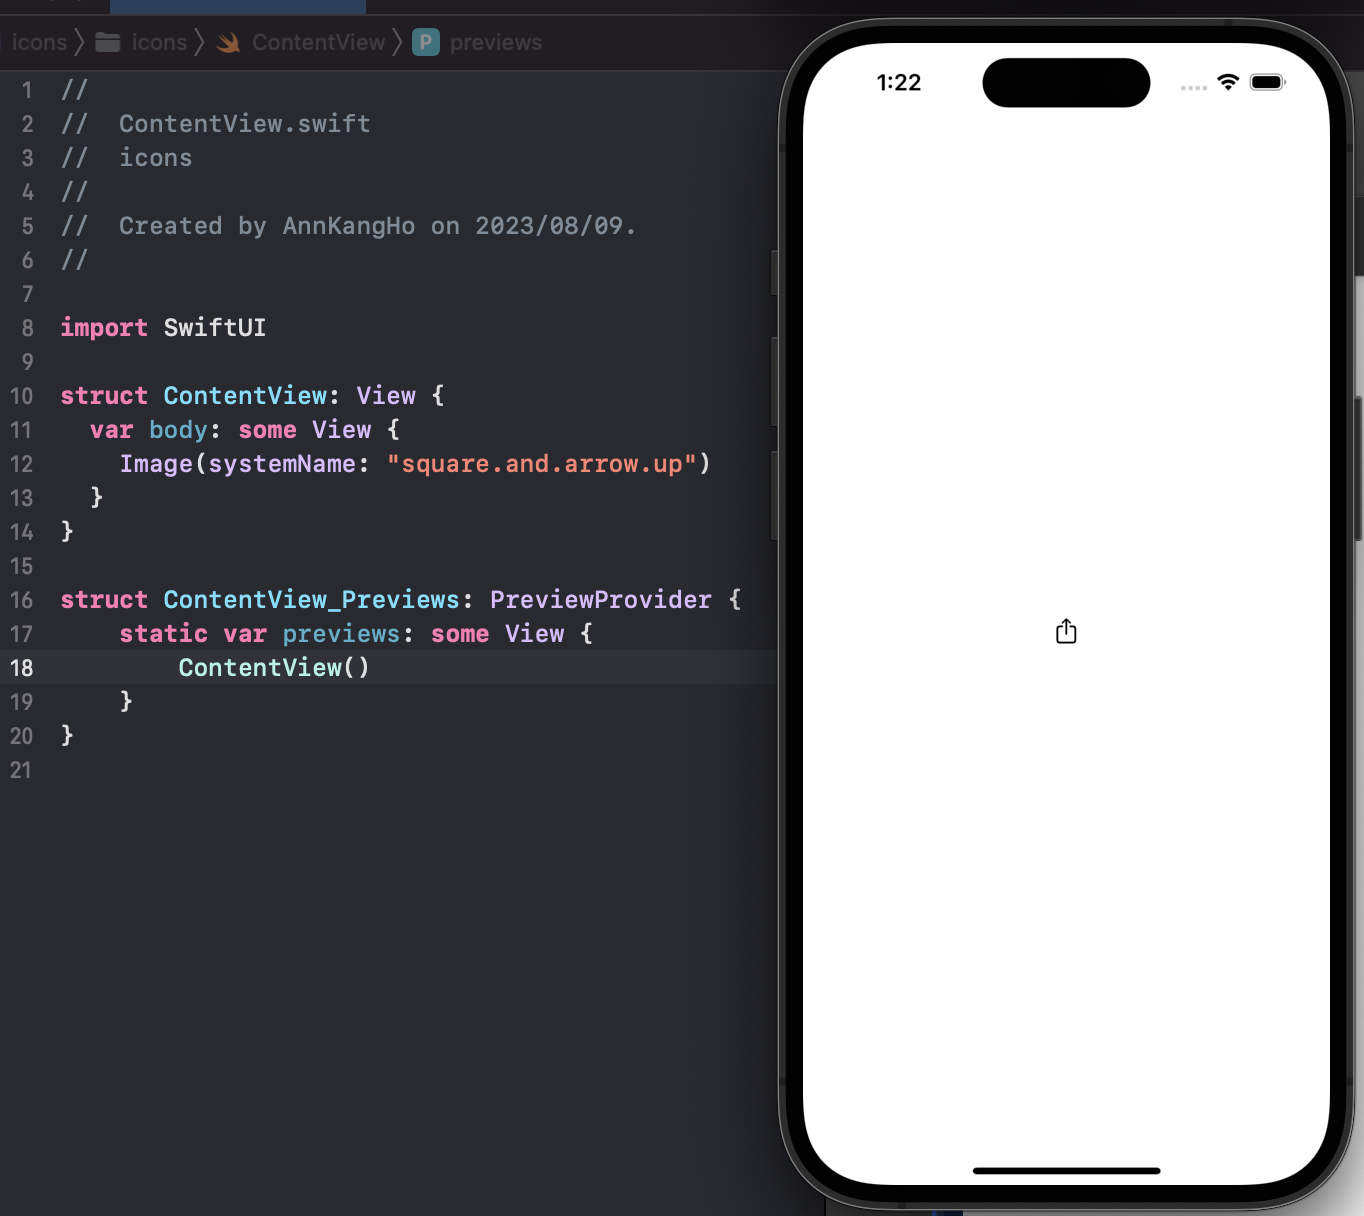 icons 〉 icons 〉 ContentView 〉 P previews
1 //
2 //  ContentView.swift
3 //  icons
4 //
5 //  Created by AnnKangHo on 2023/08/09.
6 //
7
8 import SwiftUI
9
10 struct ContentView: View {
11   var body: some View {
12     Image(systemName: "square.and.arrow.up")
13   }
14 }
15
16 struct ContentView_Previews: PreviewProvider {
17     static var previews: some View {
18         ContentView()
19     }
20 }
21
1:22